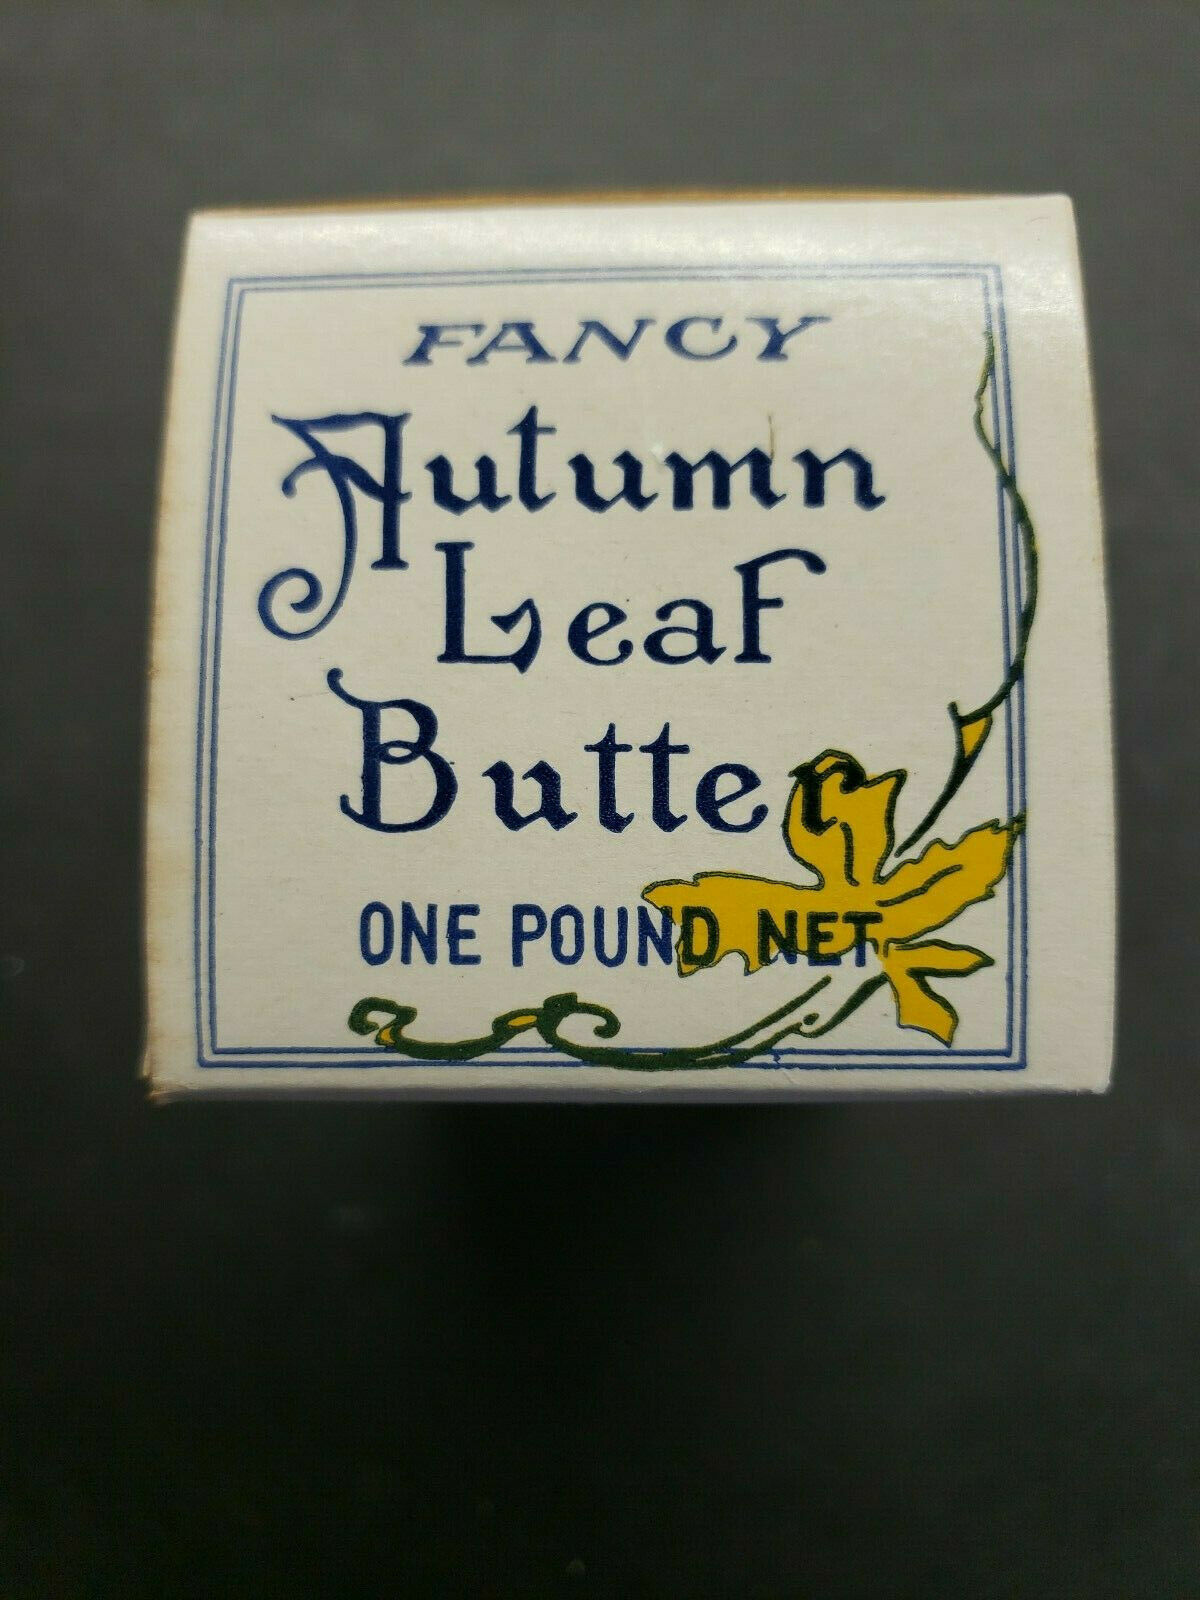 FANCY
Autumn
Leaf
Butter
ONE POUND NET